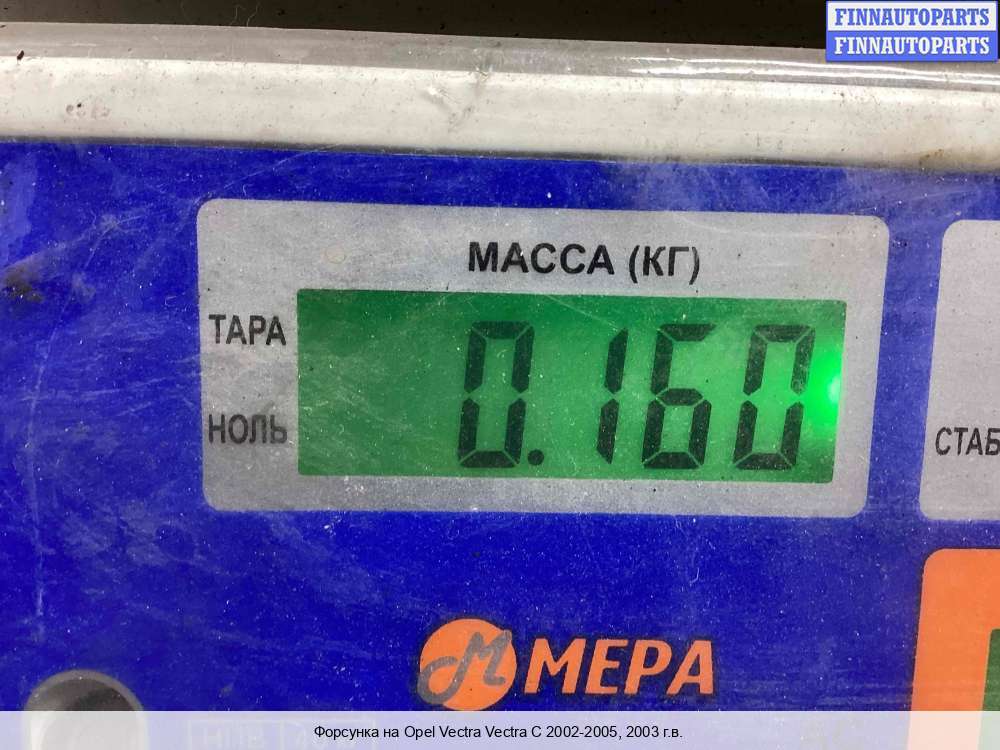 FINNAUTOPARTS
FINNAUTOPARTS
МАССА (КГ)
ТАРА
0.160
НОЛЬ
СТАБ
МЕРА
Форсунка на Opel Vectra Vectra C 2002-2005, 2003 г.в.